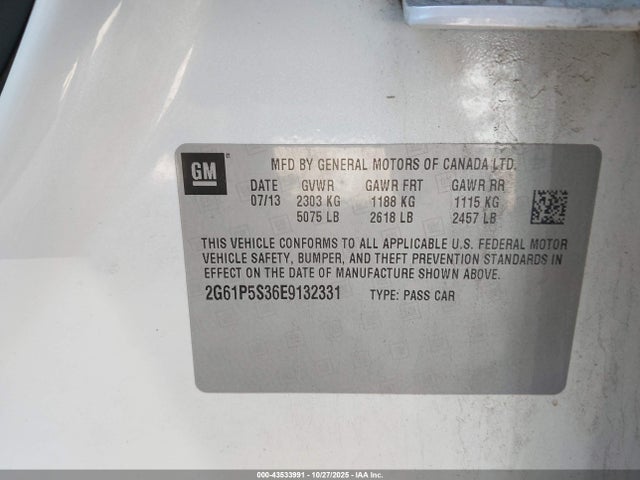 GM
MFD BY GENERAL MOTORS OF CANADA LTD.
DATE GVWR GAWR FRT GAWR RR
07/13 2303 KG 1188 KG 1115 KG
5075 LB 2618 LB 2457 LB
THIS VEHICLE CONFORMS TO ALL APPLICABLE U.S. FEDERAL MOTOR
VEHICLE SAFETY, BUMPER, AND THEFT PREVENTION STANDARDS IN
EFFECT ON THE DATE OF MANUFACTURE SHOWN ABOVE.
2G61P5S36E9132331 TYPE: PASS CAR
000-43533991 - 10/27/2025 - IAAI Inc.